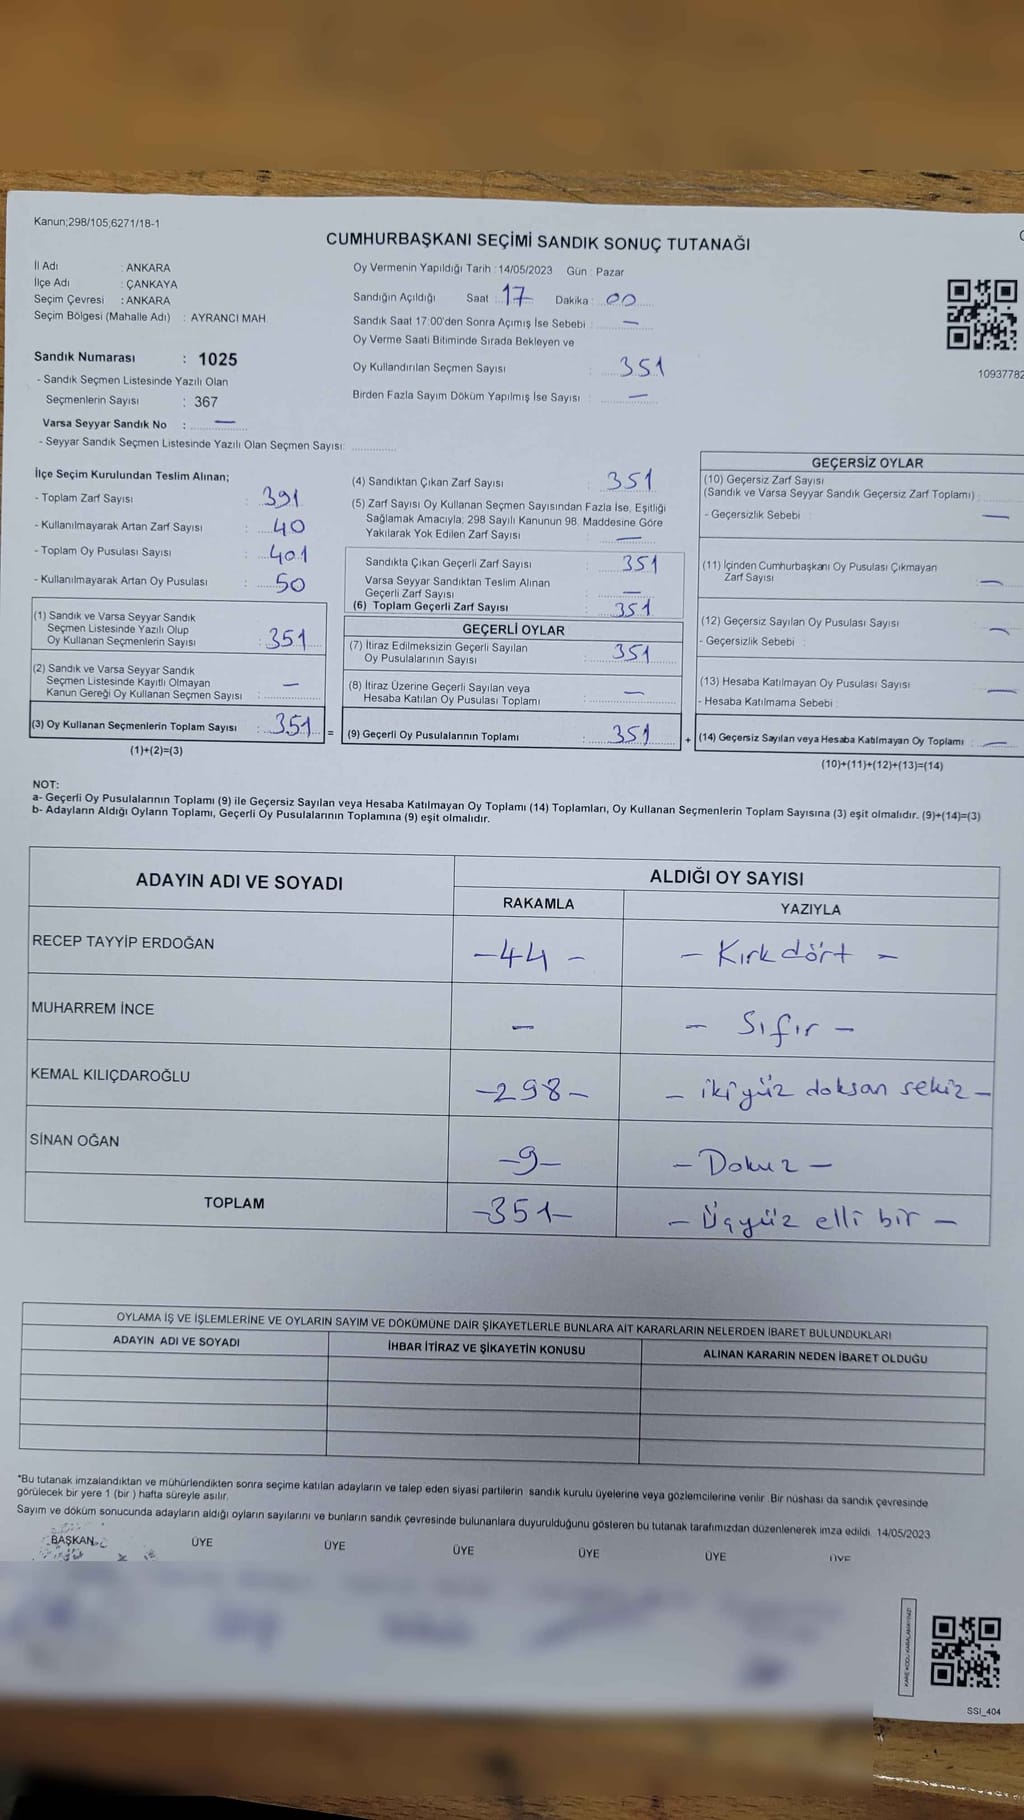 Kanun;298/105,6271/18-1
CUMHURBAŞKANI SEÇİMİ SANDIK SONUÇ TUTANAĞI
İl Adı : ANKARA
İlçe Adı : ÇANKAYA
Seçim Çevresi : ANKARA
Seçim Bölgesi (Mahalle Adı) : AYRANCI MAH.
Sandık Numarası : 1025
- Sandık Seçmen Listesinde Yazılı Olan
Seçmenlerin Sayısı : 367
Varsa Seyyar Sandık No : —
- Seyyar Sandık Seçmen Listesinde Yazılı Olan Seçmen Sayısı:
Oy Vermenin Yapıldığı Tarih : 14/05/2023 Gün : Pazar
Sandığın Açıldığı Saat : 17 Dakika : 00
Sandık Saat 17:00'den Sonra Açımış İse Sebebi : —
Oy Verme Saati Bitiminde Sırada Bekleyen ve
Oy Kullandırılan Seçmen Sayısı : 351
Birden Fazla Sayım Döküm Yapılmış İse Sayısı : —
10937782
İlçe Seçim Kurulundan Teslim Alınan;
- Toplam Zarf Sayısı : 391
- Kullanılmayarak Artan Zarf Sayısı : 40
- Toplam Oy Pusulası Sayısı : 401
- Kullanılmayarak Artan Oy Pusulası : 50
(1) Sandık ve Varsa Seyyar Sandık
Seçmen Listesinde Yazılı Olup
Oy Kullanan Seçmenlerin Sayısı : 351
(2) Sandık ve Varsa Seyyar Sandık
Seçmen Listesinde Kayıtlı Olmayan
Kanun Gereği Oy Kullanan Seçmen Sayısı : —
(3) Oy Kullanan Seçmenlerin Toplam Sayısı : 351 =
(1)+(2)=(3)
(4) Sandıktan Çıkan Zarf Sayısı : 351
(5) Zarf Sayısı Oy Kullanan Seçmen Sayısından Fazla İse, Eşitliği
Sağlamak Amacıyla; 298 Sayılı Kanunun 98. Maddesine Göre
Yakılarak Yok Edilen Zarf Sayısı : —
Sandıkta Çıkan Geçerli Zarf Sayısı : 351
Varsa Seyyar Sandıktan Teslim Alınan
Geçerli Zarf Sayısı : —
(6) Toplam Geçerli Zarf Sayısı : 351
GEÇERLİ OYLAR
(7) İtiraz Edilmeksizin Geçerli Sayılan
Oy Pusulalarının Sayısı : 351
(8) İtiraz Üzerine Geçerli Sayılan veya
Hesaba Katılan Oy Pusulası Toplamı : —
(9) Geçerli Oy Pusulalarının Toplamı : 351 +
GEÇERSİZ OYLAR
(10) Geçersiz Zarf Sayısı
(Sandık ve Varsa Seyyar Sandık Geçersiz Zarf Toplamı) :
- Geçersizlik Sebebi : —
(11) İçinden Cumhurbaşkanı Oy Pusulası Çıkmayan
Zarf Sayısı : —
(12) Geçersiz Sayılan Oy Pusulası Sayısı : —
- Geçersizlik Sebebi :
(13) Hesaba Katılmayan Oy Pusulası Sayısı : —
- Hesaba Katılmama Sebebi :
(14) Geçersiz Sayılan veya Hesaba Katılmayan Oy Toplamı : —
(10)+(11)+(12)+(13)=(14)
NOT:
a- Geçerli Oy Pusulalarının Toplamı (9) ile Geçersiz Sayılan veya Hesaba Katılmayan Oy Toplamı (14) Toplamları, Oy Kullanan Seçmenlerin Toplam Sayısına (3) eşit olmalıdır. (9)+(14)=(3)
b- Adayların Aldığı Oyların Toplamı, Geçerli Oy Pusulalarının Toplamına (9) eşit olmalıdır.
ADAYIN ADI VE SOYADI ALDIĞI OY SAYISI
RAKAMLA YAZIYLA
RECEP TAYYİP ERDOĞAN -44- - Kırkdört -
MUHARREM İNCE - - Sıfır -
KEMAL KILIÇDAROĞLU -298- - ikiyüz doksan sekiz -
SİNAN OĞAN -9- - Dokuz -
TOPLAM -351- - Üçyüz elli bir -
OYLAMA İŞ VE İŞLEMLERİNE VE OYLARIN SAYIM VE DÖKÜMÜNE DAİR ŞİKAYETLERLE BUNLARA AİT KARARLARIN NELERDEN İBARET BULUNDUKLARI
ADAYIN ADI VE SOYADI İHBAR İTİRAZ VE ŞİKAYETİN KONUSU ALINAN KARARIN NEDEN İBARET OLDUĞU
*Bu tutanak imzalandıktan ve mühürlendikten sonra seçime katılan adayların ve talep eden siyasi partilerin sandık kurulu üyelerine veya gözlemcilerine verilir. Bir nüshası da sandık çevresinde
görülecek bir yere 1 (bir ) hafta süreyle asılır.
Sayım ve döküm sonucunda adayların aldığı oyların sayılarını ve bunların sandık çevresinde bulunanlara duyurulduğunu gösteren bu tutanak tarafımızdan düzenlenerek imza edildi. 14/05/2023
BAŞKAN ÜYE ÜYE ÜYE ÜYE ÜYE ÜYE
SSI_404